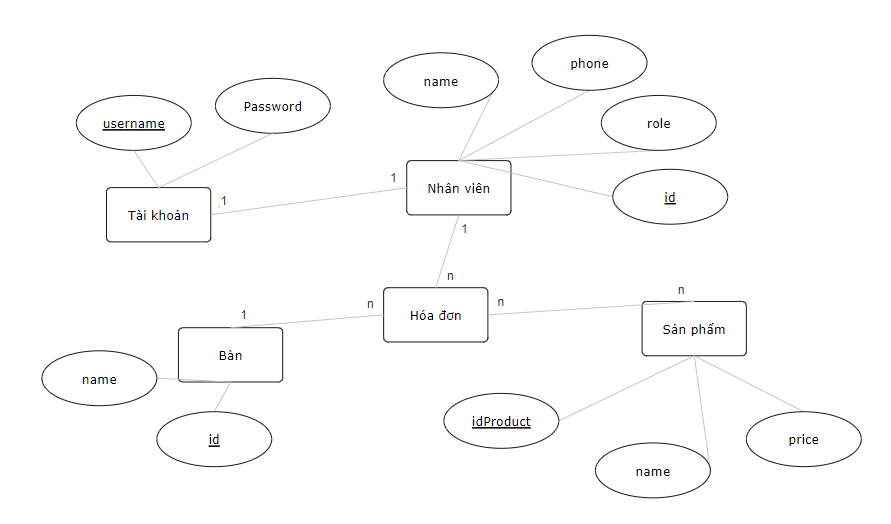 phone
name
Password
username
role
1
Nhân viên
id
1
Tài khoản
1
n
n
1
n
n
Hóa đơn
Sản phẩm
Bàn
name
idProduct
id
price
name